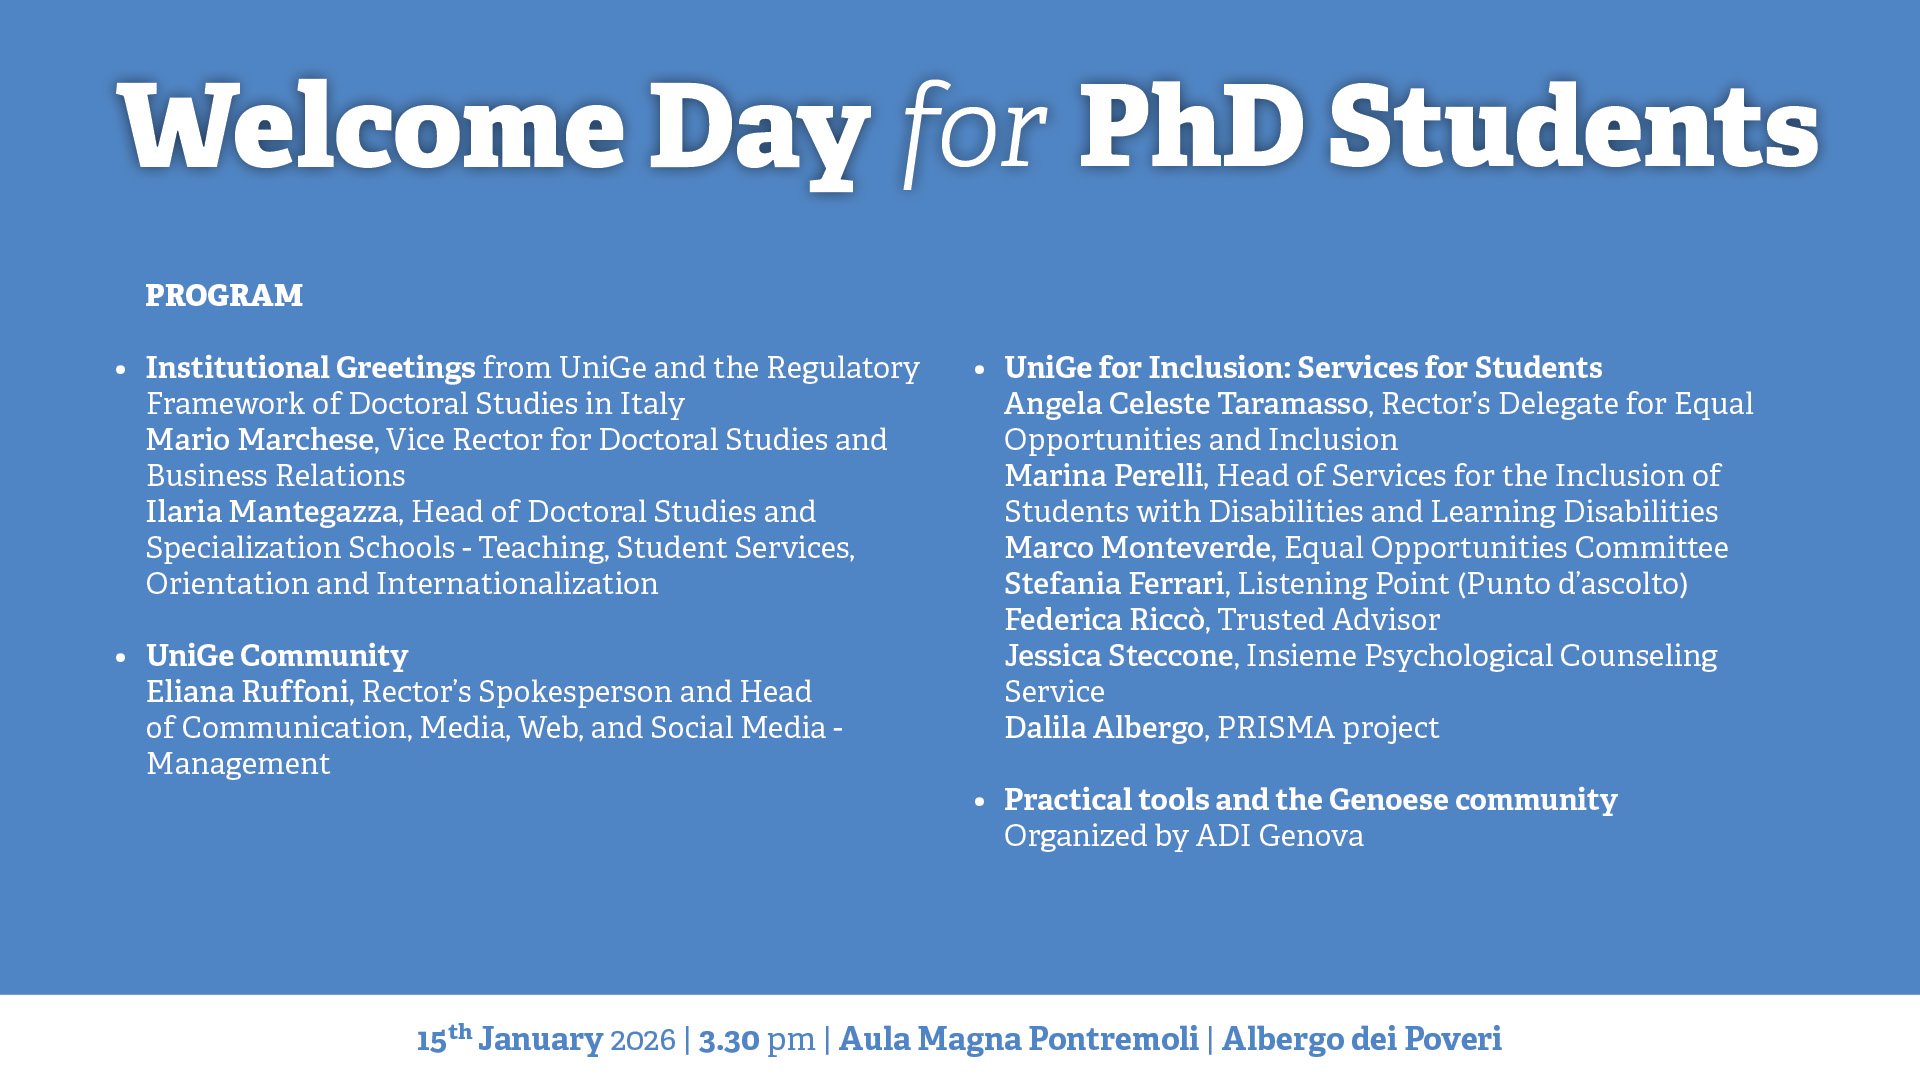 Welcome Day for PhD Students
PROGRAM
• Institutional Greetings from UniGe and the Regulatory
Framework of Doctoral Studies in Italy
Mario Marchese, Vice Rector for Doctoral Studies and
Business Relations
Ilaria Mantegazza, Head of Doctoral Studies and
Specialization Schools - Teaching, Student Services,
Orientation and Internationalization
• UniGe Community
Eliana Ruffoni, Rector’s Spokesperson and Head
of Communication, Media, Web, and Social Media -
Management
• UniGe for Inclusion: Services for Students
Angela Celeste Taramasso, Rector’s Delegate for Equal
Opportunities and Inclusion
Marina Perelli, Head of Services for the Inclusion of
Students with Disabilities and Learning Disabilities
Marco Monteverde, Equal Opportunities Committee
Stefania Ferrari, Listening Point (Punto d’ascolto)
Federica Riccò, Trusted Advisor
Jessica Steccone, Insieme Psychological Counseling
Service
Dalila Albergo, PRISMA project
• Practical tools and the Genoese community
Organized by ADI Genova
15th January 2026 | 3.30 pm | Aula Magna Pontremoli | Albergo dei Poveri